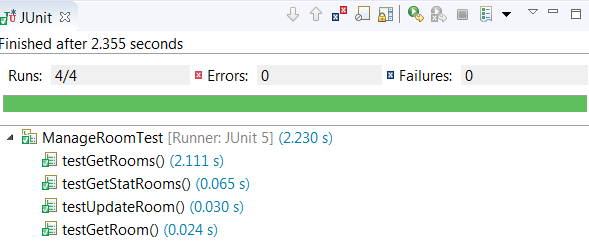 JUnit
Finished after 2.355 seconds
Runs: 4/4 Errors: 0 Failures: 0
ManageRoomTest [Runner: JUnit 5] (2.230 s)
testGetRooms() (2.111 s)
testGetStatRooms() (0.065 s)
testUpdateRoom() (0.030 s)
testGetRoom() (0.024 s)